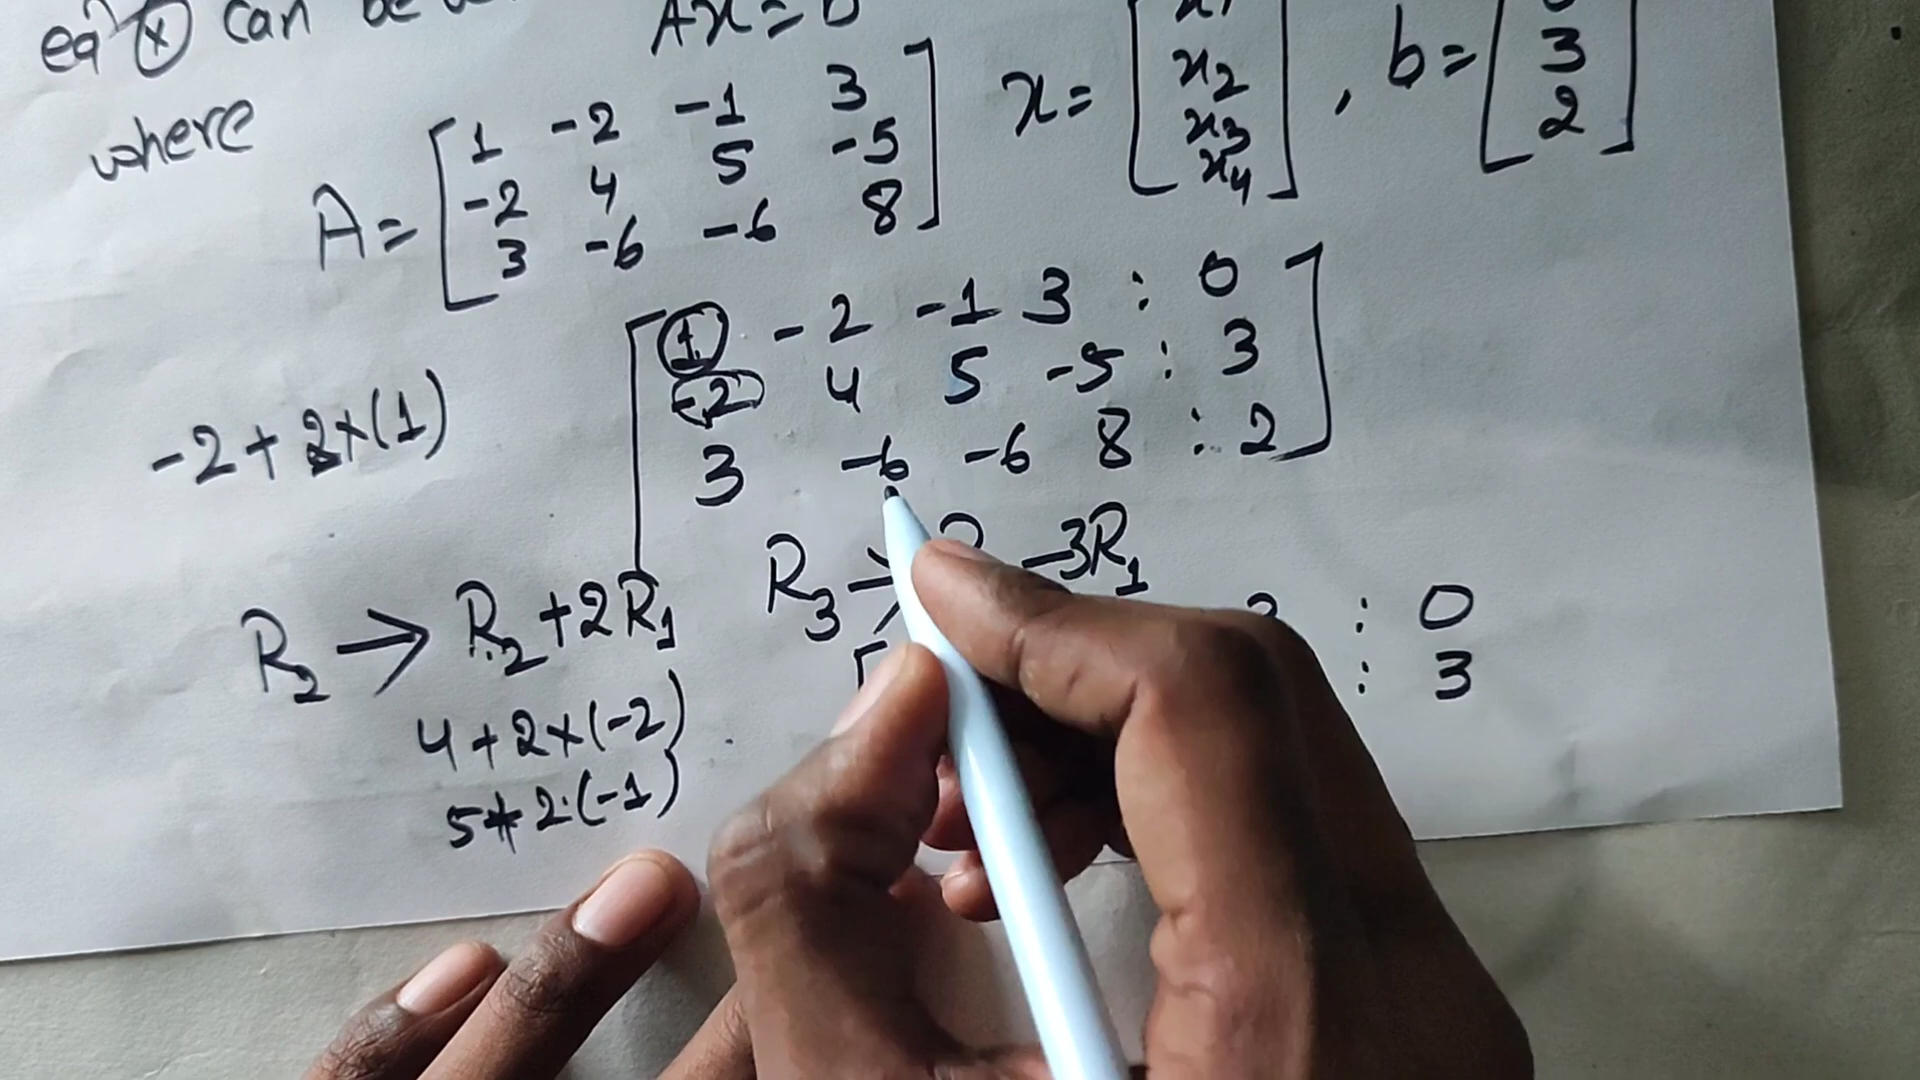 eqⁿ (x) can be
Ax = b
where
A = [ 1 -2 -1 3
-2 4 5 -5
3 -6 -6 8 ]
x = [ x1
x2
x3
x4 ] , b = [
3
2 ]
[ 1 -2 -1 3 : 0
-2 4 5 -5 : 3
3 -6 -6 8 : 2 ]
-2 + 2×(1)
R2 → R2 + 2R1
R3 → -3R1
4 + 2×(-2)
5 + 2·(-1)
[ : 0
: 3